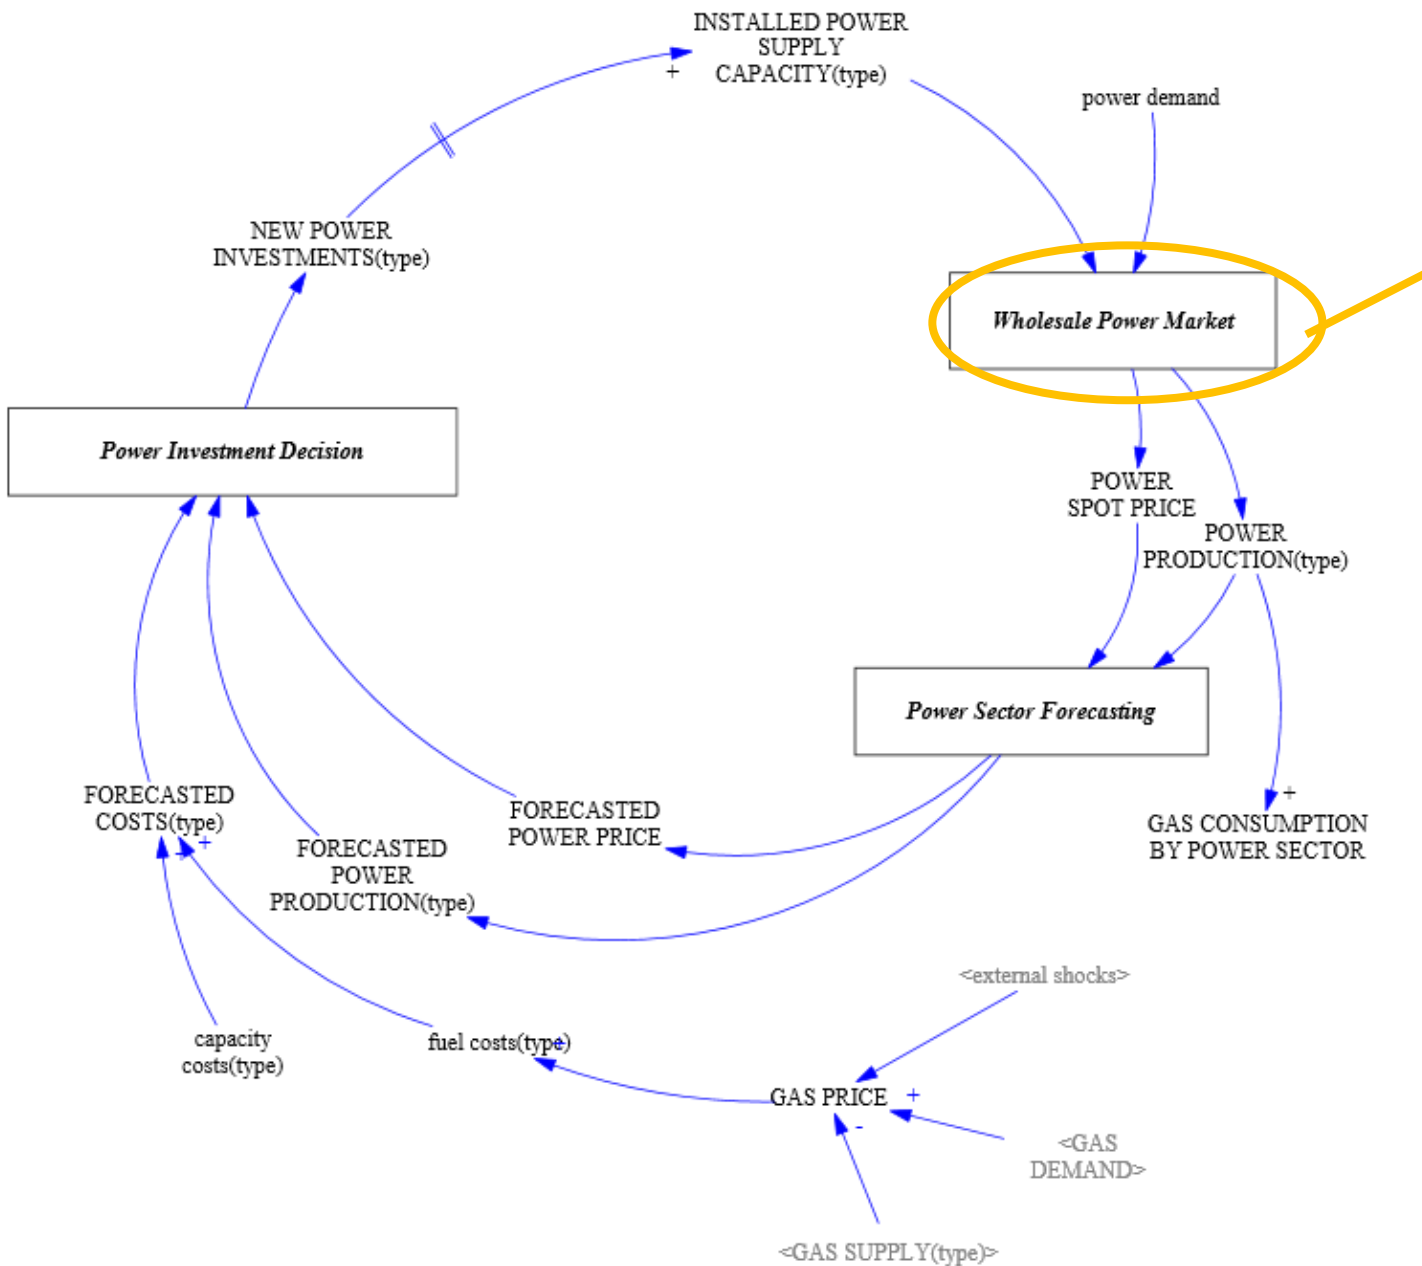 INSTALLED POWER
SUPPLY
CAPACITY(type)
+
power demand
NEW POWER
INVESTMENTS(type)
Wholesale Power Market
Power Investment Decision
POWER
SPOT PRICE
POWER
PRODUCTION(type)
Power Sector Forecasting
FORECASTED
COSTS(type)
+
+
FORECASTED
POWER PRICE
+
GAS CONSUMPTION
BY POWER SECTOR
FORECASTED
POWER
PRODUCTION(type)
<external shocks>
capacity
costs(type)
fuel costs(type)
+
GAS PRICE
+
-
<GAS
DEMAND>
<GAS SUPPLY(type)>